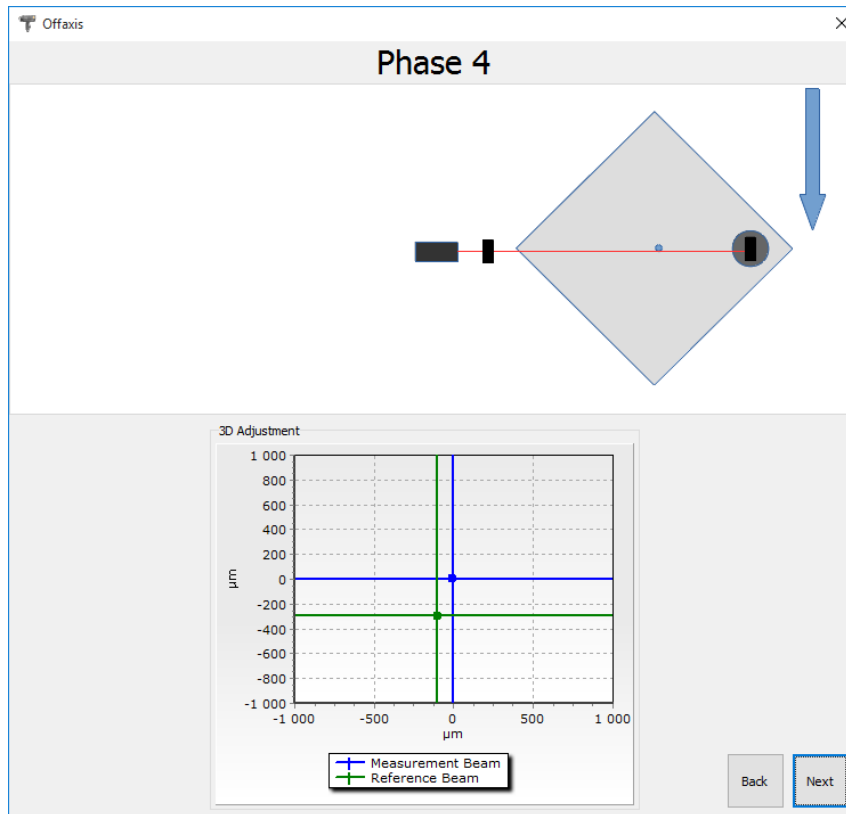 Offaxis
Phase 4
3D Adjustment
1 000
800
600
400
200
0
-200
-400
-600
-800
-1 000
µm
-1 000 -500 0 500 1 000
µm
Measurement Beam
Reference Beam
Back Next